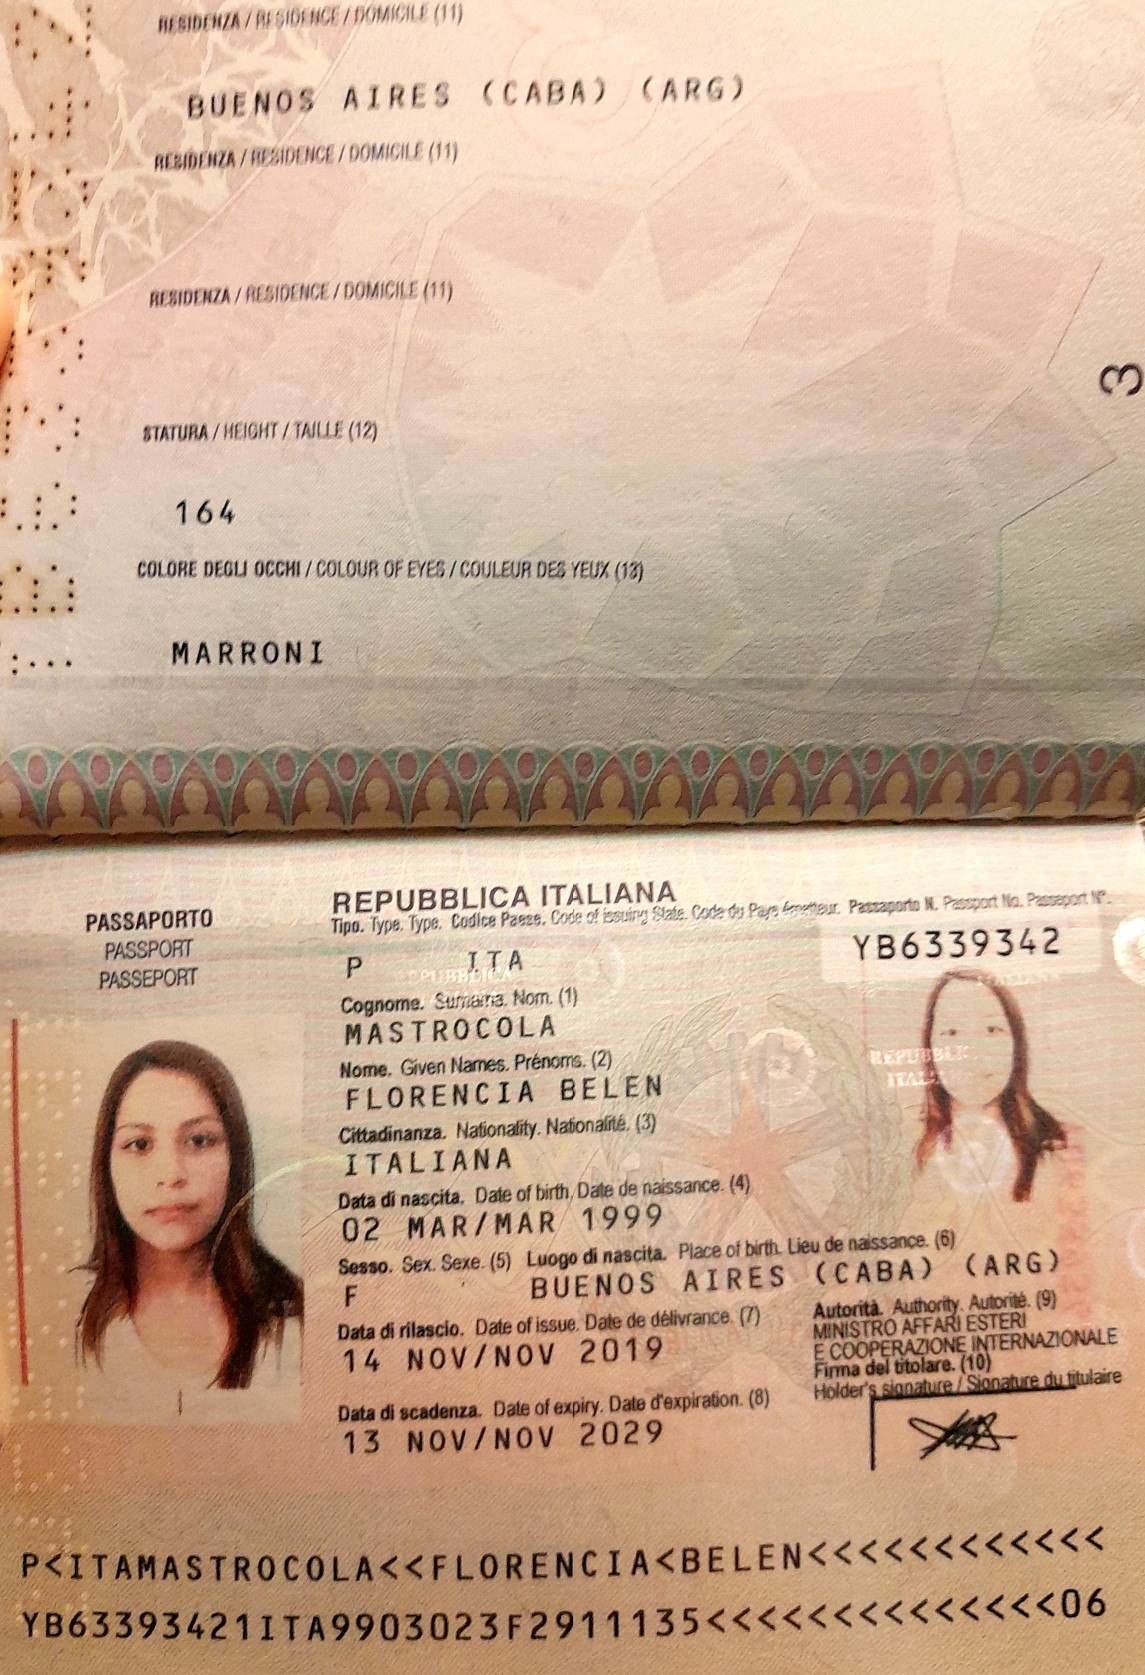 RESIDENZA / RESIDENCE / DOMICILE (11)
BUENOS AIRES (CABA) (ARG)
RESIDENZA / RESIDENCE / DOMICILE (11)
RESIDENZA / RESIDENCE / DOMICILE (11)
3
STATURA / HEIGHT / TAILLE (12)
164
COLORE DEGLI OCCHI / COLOUR OF EYES / COULEUR DES YEUX (13)
MARRONI
PASSAPORTO
PASSPORT
PASSEPORT
REPUBBLICA ITALIANA
Tipo. Type. Type. Codice Paese. Code of issuing State. Code du Pays émetteur. Passaporto N. Passport No. Passeport N°.
P ITA YB6339342
Cognome. Surname. Nom. (1)
MASTROCOLA
Nome. Given Names. Prénoms. (2)
FLORENCIA BELEN
Cittadinanza. Nationality. Nationalité. (3)
ITALIANA
Data di nascita. Date of birth. Date de naissance. (4)
02 MAR/MAR 1999
Sesso. Sex. Sexe. (5) Luogo di nascita. Place of birth. Lieu de naissance. (6)
F BUENOS AIRES (CABA) (ARG)
Data di rilascio. Date of issue. Date de délivrance. (7)
14 NOV/NOV 2019
Autorità. Authority. Autorité. (9)
MINISTRO AFFARI ESTERI
E COOPERAZIONE INTERNAZIONALE
Firma del titolare. (10)
Holder's signature / Signature du titulaire
Data di scadenza. Date of expiry. Date d'expiration. (8)
13 NOV/NOV 2029
P<ITAMASTROCOLA<<FLORENCIA<BELEN<<<<<<<<<<<<
YB63393421ITA9903023F2911135<<<<<<<<<<<<<<06